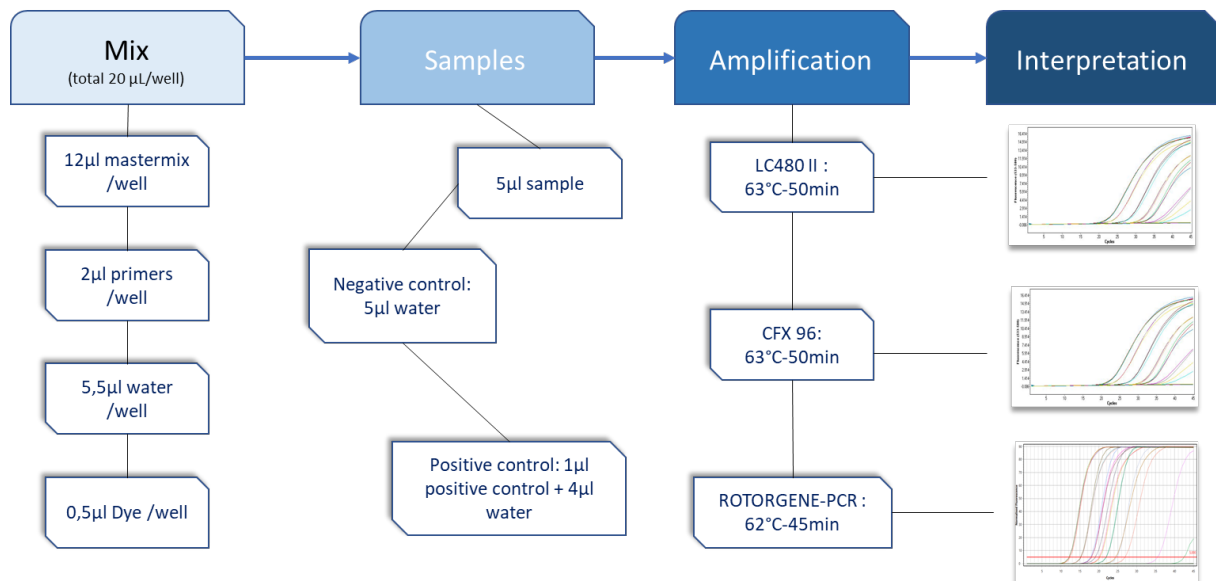 Mix
(total 20 µL/well)
Samples
Amplification
Interpretation
12µl mastermix
/well
2µl primers
/well
5,5µl water
/well
0,5µl Dye /well
5µl sample
Negative control:
5µl water
Positive control: 1µl
positive control + 4µl
water
LC480 II :
63°C-50min
CFX 96:
63°C-50min
ROTORGENE-PCR :
62°C-45min
Cycles
Cycles